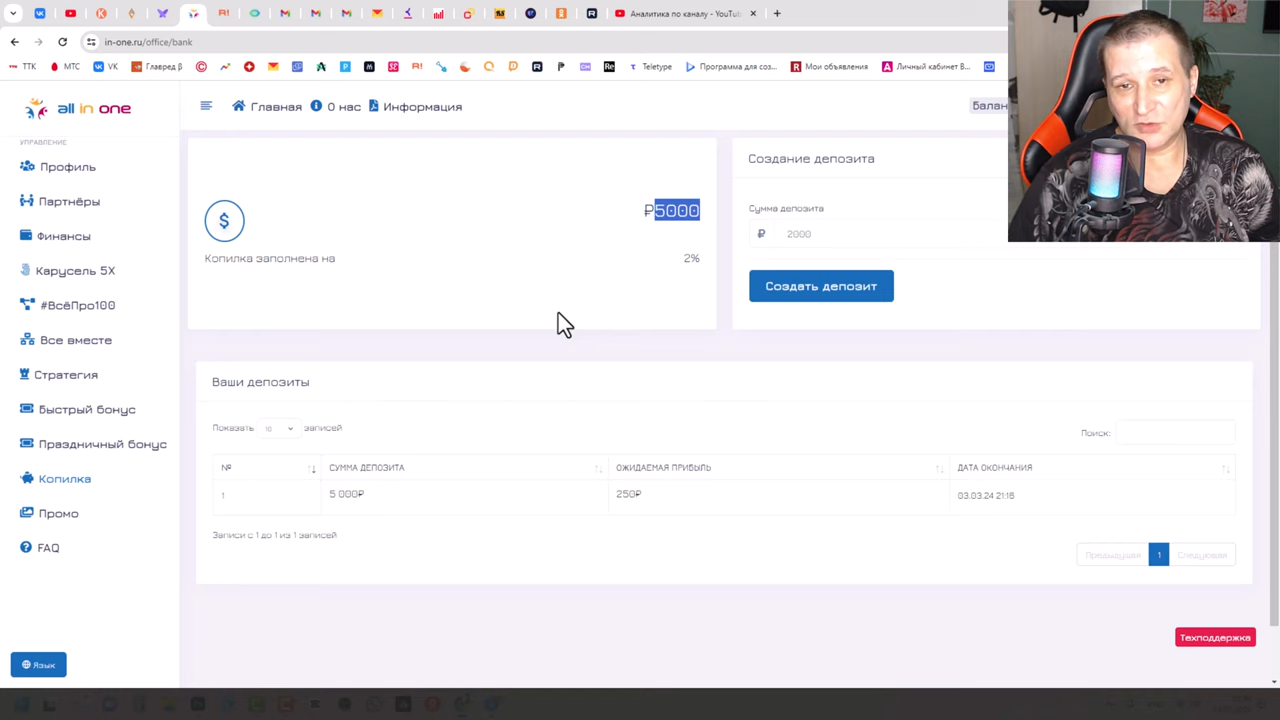 Аналитика по каналу - YouTub
in-one.ru/office/bank
ТТК
МТС
VK
Главред β
Teletype
Программа для соз...
Мои объявления
Личный кабинет В...
all in one
Главная
О нас
Информация
Балан
УПРАВЛЕНИЕ
Профиль
Партнёры
Финансы
Карусель 5X
#ВсёПро100
Все вместе
Стратегия
Быстрый бонус
Праздничный бонус
Копилка
Промо
FAQ
Язык
₽5000
Копилка заполнена на
2%
Создание депозита
Сумма депозита
₽ 2000
Создать депозит
Ваши депозиты
Показать 10 записей
Поиск:
№ СУММА ДЕПОЗИТА ОЖИДАЕМАЯ ПРИБЫЛЬ ДАТА ОКОНЧАНИЯ
1 5 000₽ 250₽ 03.03.24 21:16
Записи с 1 до 1 из 1 записей
Предыдущая 1 Следующая
Техподдержка